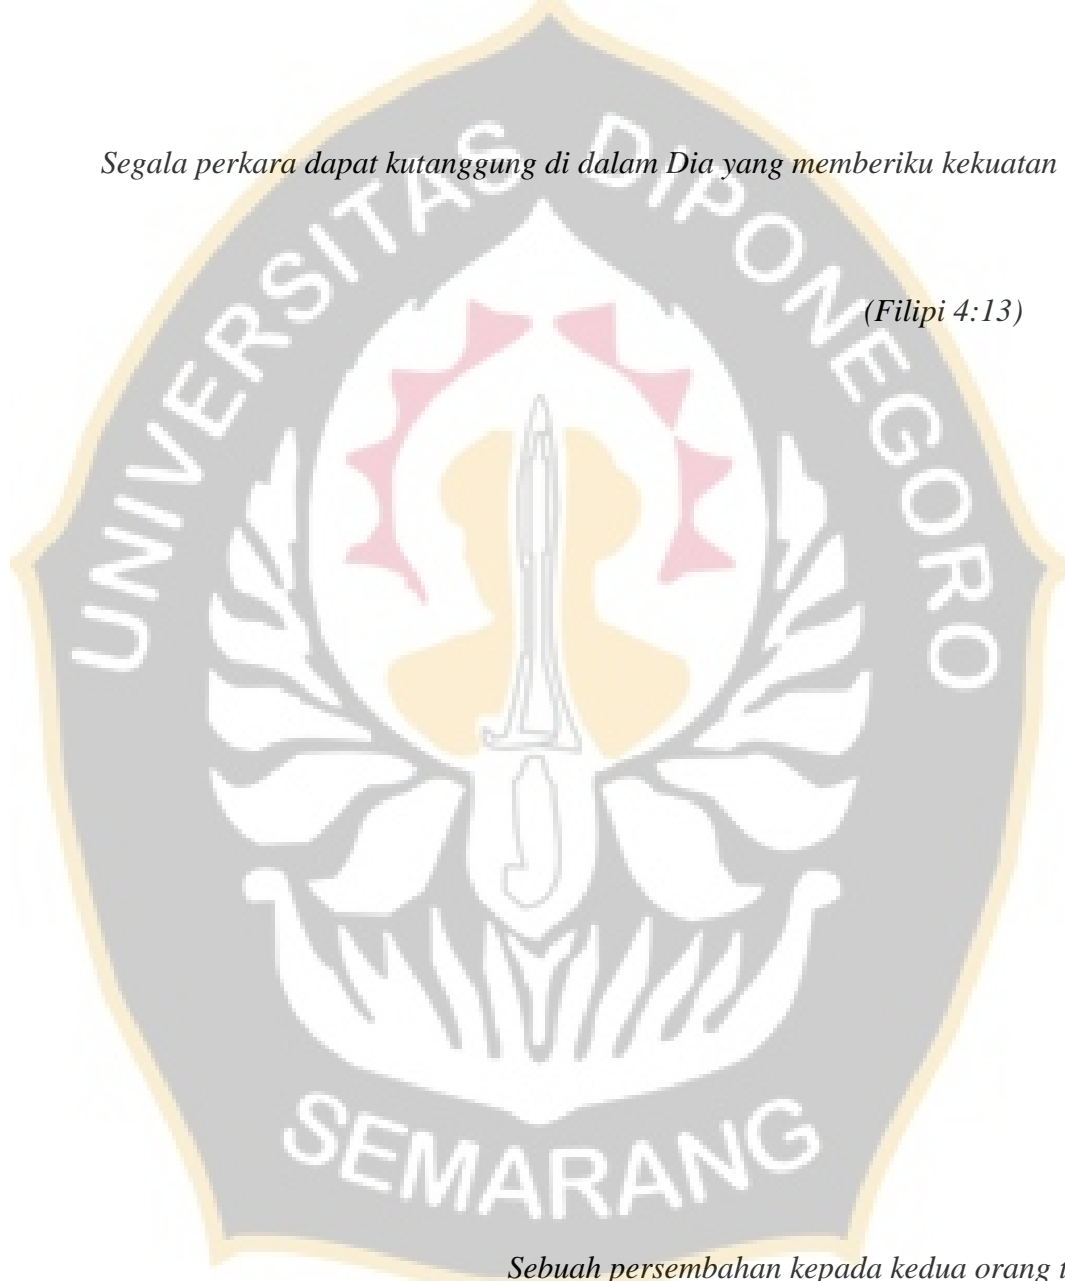 Segala perkara dapat kutanggung di dalam Dia yang memberiku kekuatan
(Filipi 4:13)
UNIVERSITAS DIPONEGORO
SEMARANG
Sebuah persembahan kepada kedua orang